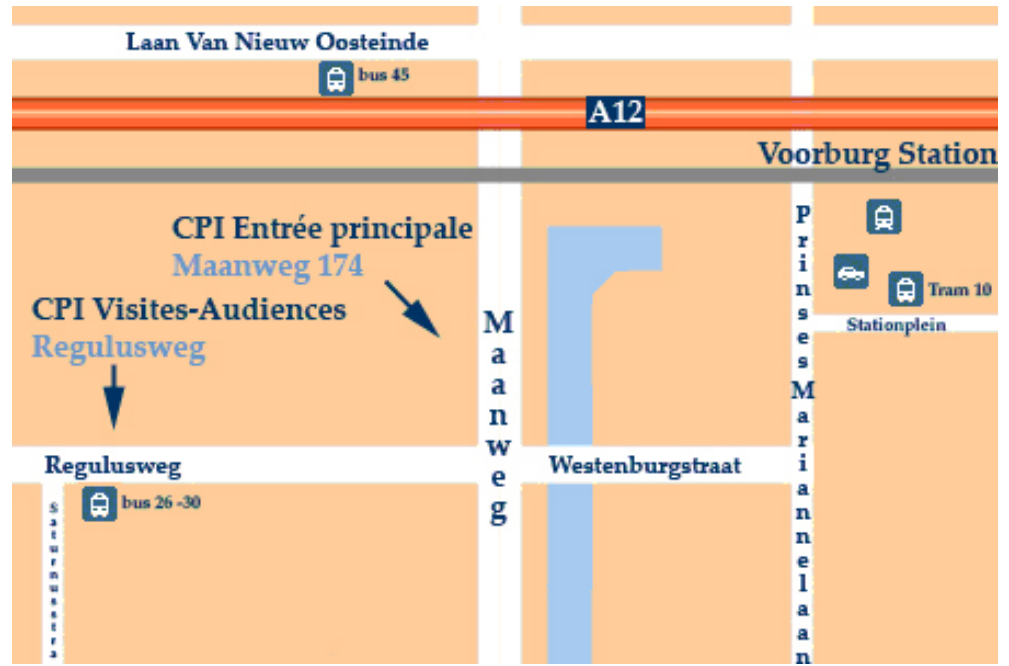 Laan Van Nieuw Oosteinde
bus 45
A12
Voorburg Station
CPI Entrée principale
Maanweg 174
CPI Visites-Audiences
Regulusweg
Maanweg
Prinses Mariannelaan
Tram 10
Stationplein
Regulusweg
Westenburgstraat
bus 26 -30
Saturnusstra